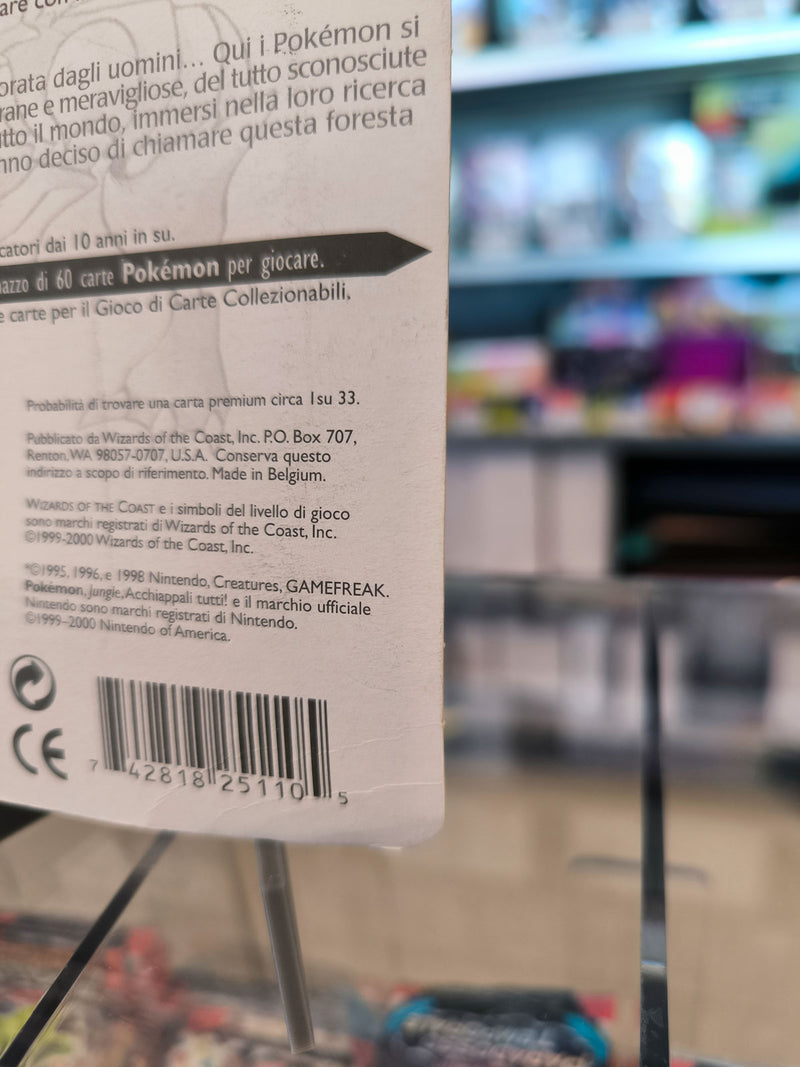 orata dagli uomini... Qui i Pokémon si
rane e meravigliose, del tutto sconosciute
utto il mondo, immersi nella loro ricerca
nno deciso di chiamare questa foresta
catori dai 10 anni in su.
azzo di 60 carte Pokémon per giocare.
e carte per il Gioco di Carte Collezionabili,
Probabilità di trovare una carta premium circa 1su 33.
Pubblicato da Wizards of the Coast, Inc. P.O. Box 707,
Renton, WA 98057-0707, U.S.A. Conserva questo
indirizzo a scopo di riferimento. Made in Belgium.
WIZARDS OF THE COAST e i simboli del livello di gioco
sono marchi registrati di Wizards of the Coast, Inc.
©1999-2000 Wizards of the Coast, Inc.
*©1995, 1996, e 1998 Nintendo, Creatures, GAMEFREAK.
Pokémon, Jungle, Acchiappali tutti! e il marchio ufficiale
Nintendo sono marchi registrati di Nintendo.
©1999–2000 Nintendo of America.
CE
7 42818 25110 5